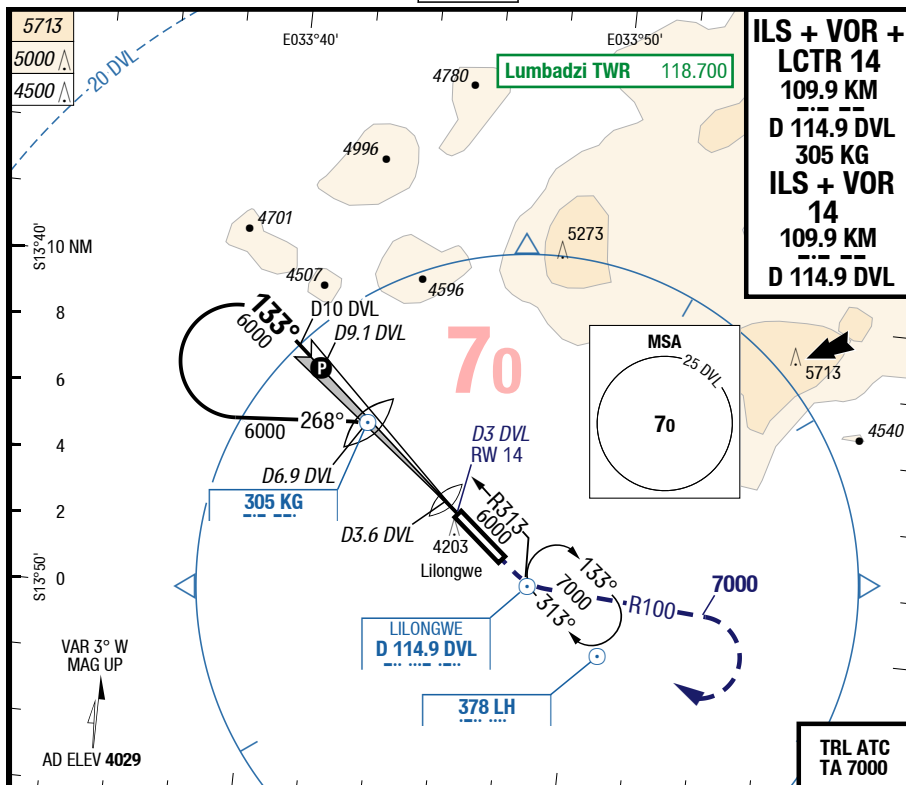 5713
5000
4500
20 DVL
E033°40'
E033°50'
Lumbadzi TWR 118.700
ILS + VOR +
LCTR 14
109.9 KM
D 114.9 DVL
305 KG
ILS + VOR
14
109.9 KM
D 114.9 DVL
4780
4996
4701
4507
4596
5273
5713
4540
S13°40'
10 NM
8
6
4
2
0
S13°50'
133°
6000
D10 DVL
D9.1 DVL
P
70
MSA
25 DVL
70
6000
268°
D6.9 DVL
305 KG
D3 DVL
RW 14
D3.6 DVL
4203
Lilongwe
R313
6000
133°
7000
313°
R100
7000
LILONGWE
D 114.9 DVL
378 LH
VAR 3° W
MAG UP
AD ELEV 4029
TRL ATC
TA 7000